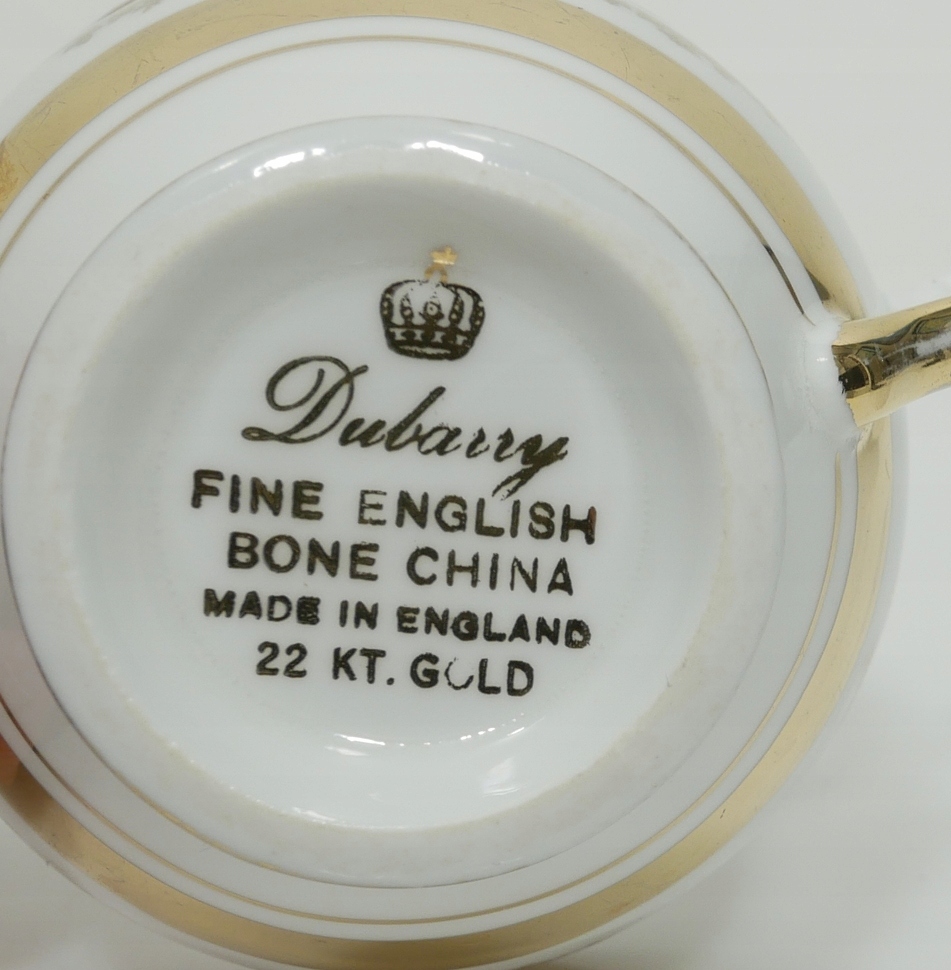 Dubarry
FINE ENGLISH
BONE CHINA
MADE IN ENGLAND
22 KT. GOLD